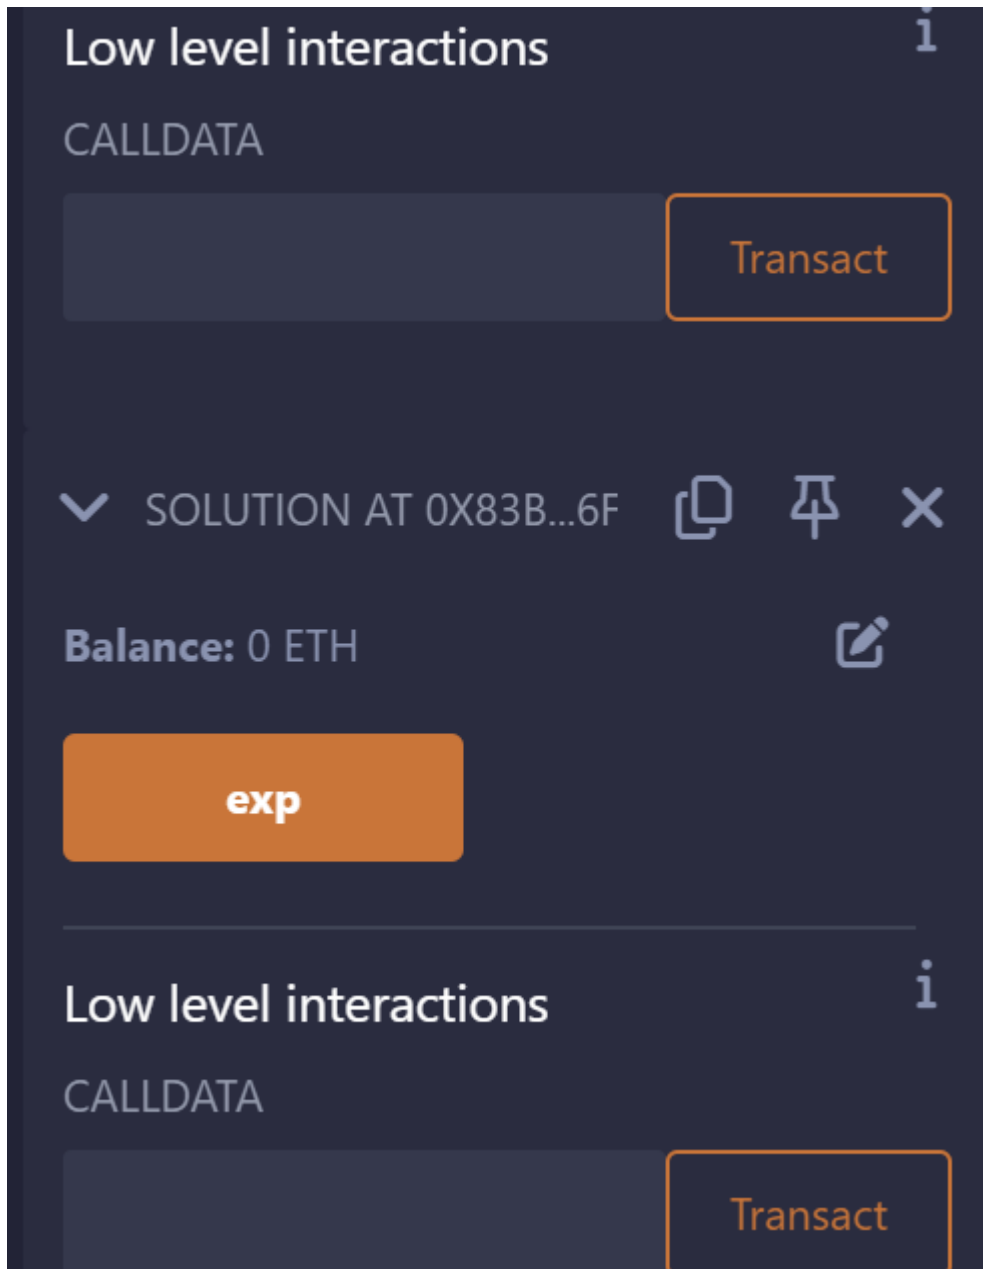 Low level interactions
CALLDATA
Transact
SOLUTION AT 0X83B...6F
Balance: 0 ETH
exp
Low level interactions
CALLDATA
Transact